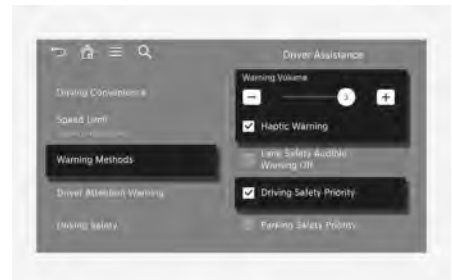 Driver Assistance
Driving Convenience
Speed Limit
Warning Methods
Driver Attention Warning
Driving Safety
Warning Volume
3
Haptic Warning
Lane Safety Audible
Warning Off
Driving Safety Priority
Parking Safety Priority